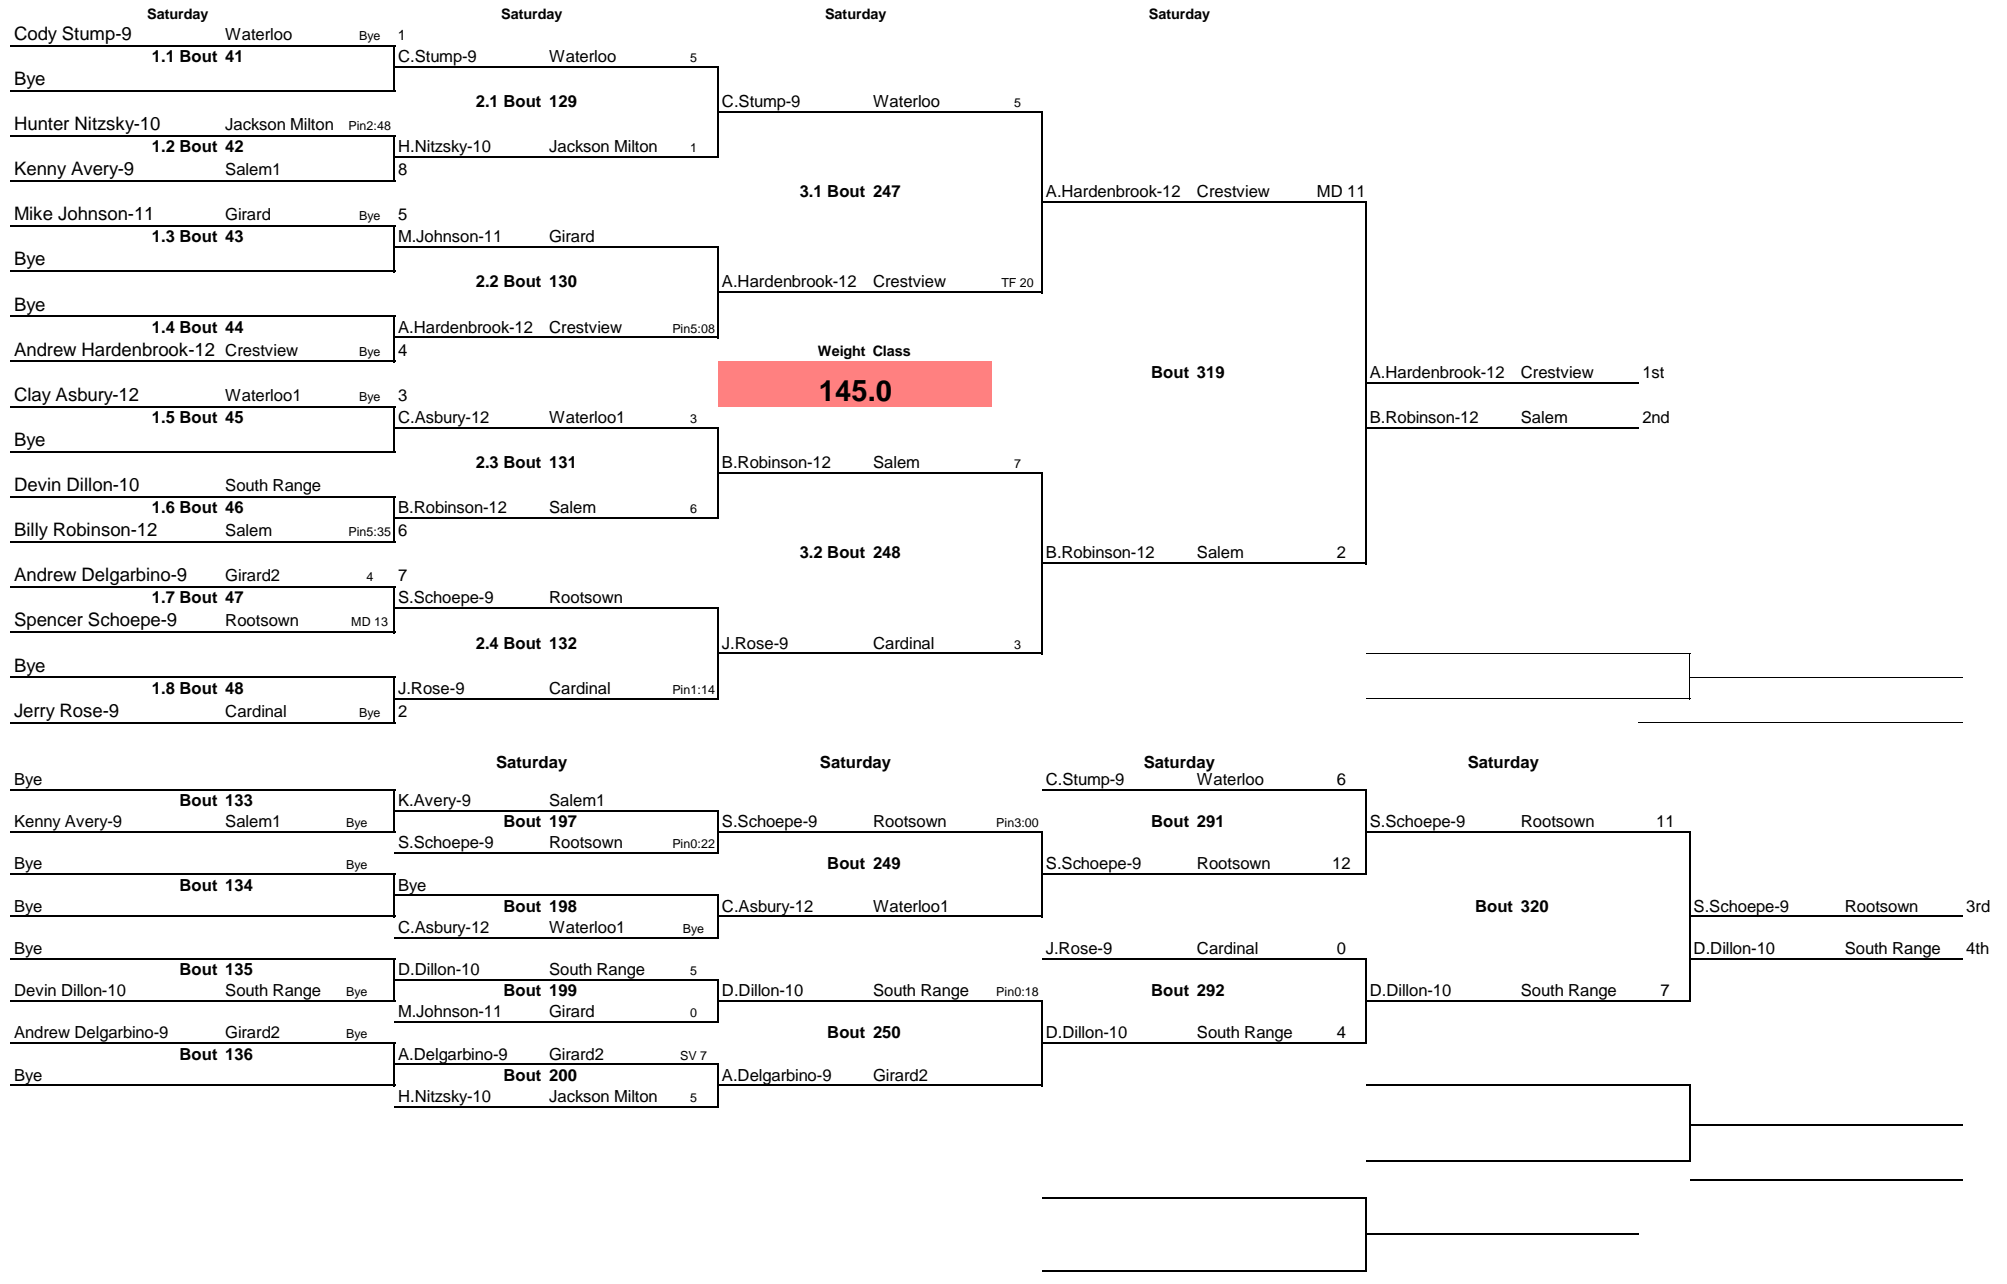 Saturday Saturday Saturday Saturday
Cody Stump-9 Waterloo Bye 1
1.1 Bout 41 C.Stump-9 Waterloo 5
Bye
2.1 Bout 129 C.Stump-9 Waterloo 5
Hunter Nitzsky-10 Jackson Milton Pin2:48
1.2 Bout 42 H.Nitzsky-10 Jackson Milton 1
Kenny Avery-9 Salem1 8
3.1 Bout 247 A.Hardenbrook-12 Crestview MD 11
Mike Johnson-11 Girard Bye 5
1.3 Bout 43 M.Johnson-11 Girard
Bye
2.2 Bout 130 A.Hardenbrook-12 Crestview TF 20
Bye
1.4 Bout 44 A.Hardenbrook-12 Crestview Pin5:08
Andrew Hardenbrook-12 Crestview Bye 4 Weight Class
Bout 319 A.Hardenbrook-12 Crestview 1st
Clay Asbury-12 Waterloo1 Bye 3 145.0
1.5 Bout 45 C.Asbury-12 Waterloo1 3 B.Robinson-12 Salem 2nd
Bye
2.3 Bout 131 B.Robinson-12 Salem 7
Devin Dillon-10 South Range
1.6 Bout 46 B.Robinson-12 Salem 6
Billy Robinson-12 Salem Pin5:35 6
3.2 Bout 248 B.Robinson-12 Salem 2
Andrew Delgarbino-9 Girard2 4 7
1.7 Bout 47 S.Schoepe-9 Rootsown
Spencer Schoepe-9 Rootsown MD 13
2.4 Bout 132 J.Rose-9 Cardinal 3
Bye
1.8 Bout 48 J.Rose-9 Cardinal Pin1:14
Jerry Rose-9 Cardinal Bye 2
Saturday Saturday Saturday Saturday
Bye C.Stump-9 Waterloo 6
Bout 133 K.Avery-9 Salem1
Kenny Avery-9 Salem1 Bye Bout 197 S.Schoepe-9 Rootsown Pin3:00 Bout 291 S.Schoepe-9 Rootsown 11
S.Schoepe-9 Rootsown Pin0:22
Bye Bye Bout 249 S.Schoepe-9 Rootsown 12
Bout 134 Bye
Bye Bout 198 C.Asbury-12 Waterloo1 Bout 320 S.Schoepe-9 Rootsown 3rd
C.Asbury-12 Waterloo1 Bye
Bye J.Rose-9 Cardinal 0 D.Dillon-10 South Range 4th
Bout 135 D.Dillon-10 South Range 5
Devin Dillon-10 South Range Bye Bout 199 D.Dillon-10 South Range Pin0:18 Bout 292 D.Dillon-10 South Range 7
M.Johnson-11 Girard 0
Andrew Delgarbino-9 Girard2 Bye Bout 250 D.Dillon-10 South Range 4
Bout 136 A.Delgarbino-9 Girard2 SV 7
Bye Bout 200 A.Delgarbino-9 Girard2
H.Nitzsky-10 Jackson Milton 5